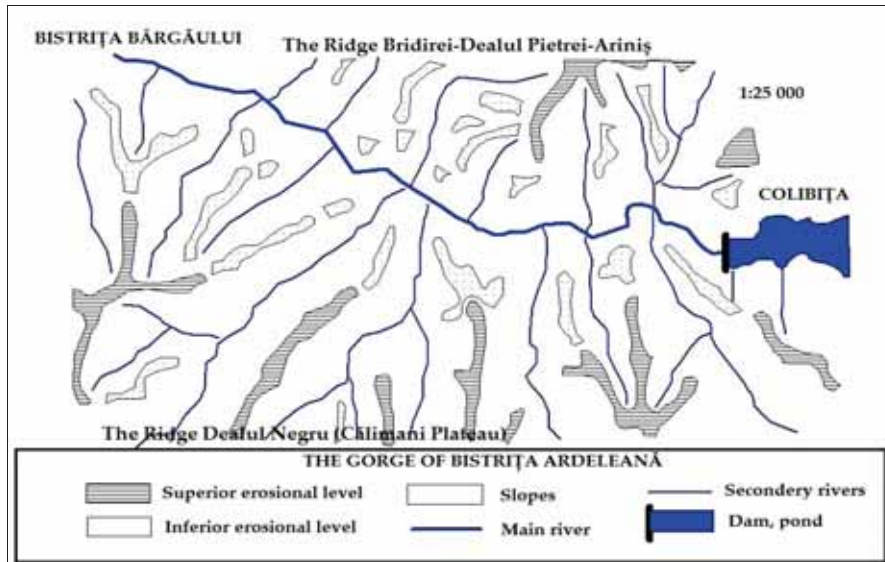 BISTRIȚA BÂRGĂULUI
The Ridge Bridirei-Dealul Pietrei-Ariniș
1:25 000
COLIBIȚA
The Ridge Dealul Negru (Călimani Plateau)
THE GORGE OF BISTRIȚA ARDELEANĂ
Superior erosional level
Slopes
Secondery rivers
Inferior erosional level
Main river
Dam, pond